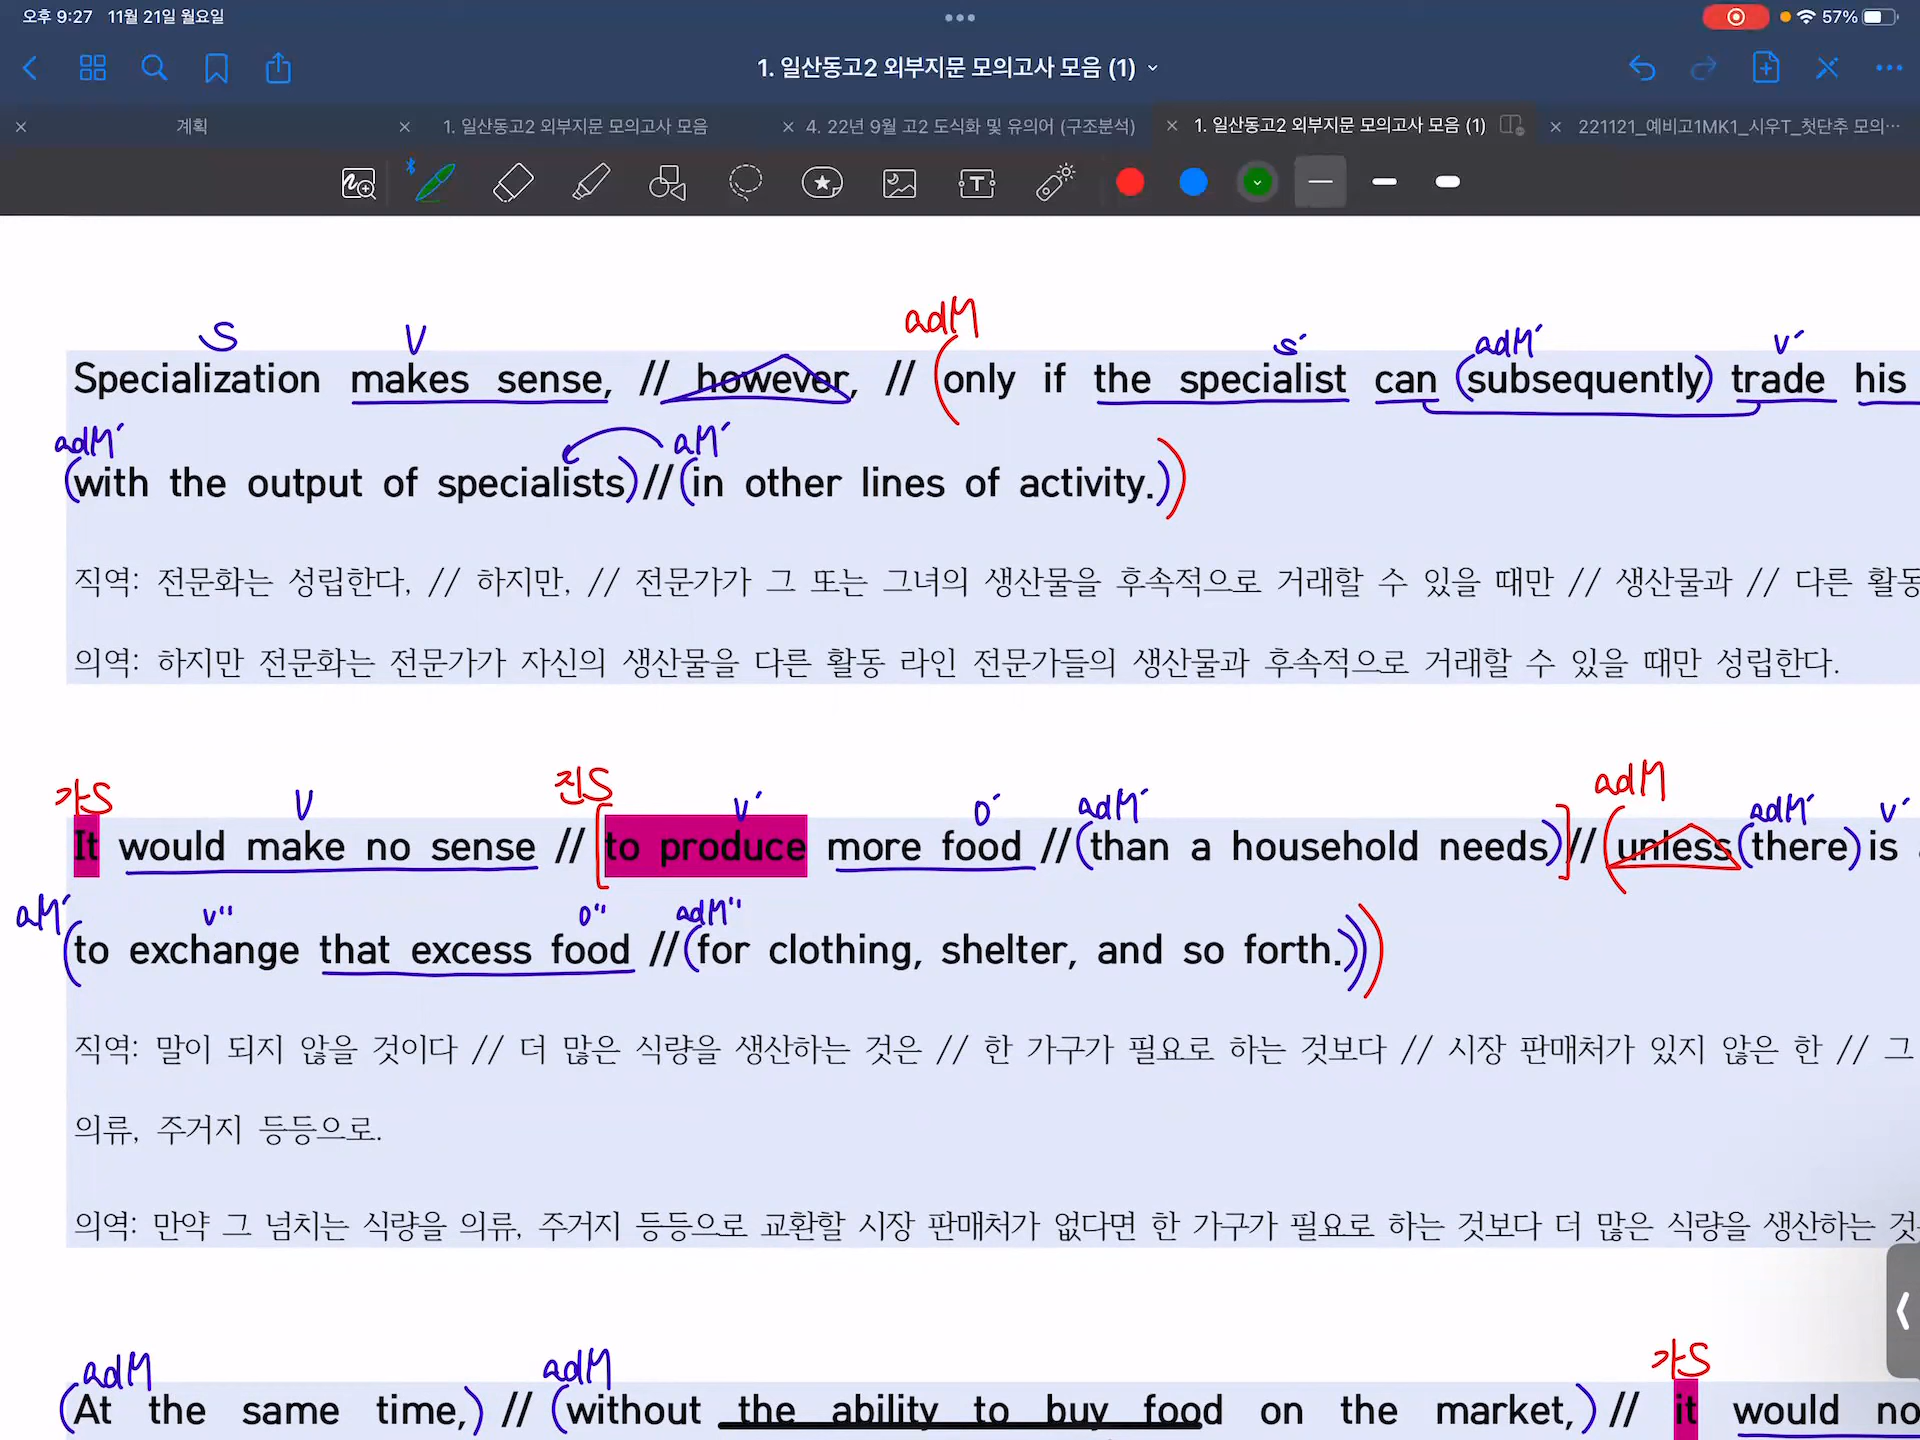 오후 9:27 11월 21일 월요일
57%
1. 일산동고2 외부지문 모의고사 모음 (1)
계획
1. 일산동고2 외부지문 모의고사 모음
4. 22년 9월 고2 도식화 및 유의어 (구조분석)
1. 일산동고2 외부지문 모의고사 모음 (1)
221121_예비고1MK1_시우T_첫단추 모의…
S V adM s' adM' v'
Specialization makes sense, // however, // (only if the specialist can (subsequently) trade his
adM' aM'
(with the output of specialists) // (in other lines of activity.))
직역: 전문화는 성립한다, // 하지만, // 전문가가 그 또는 그녀의 생산물을 후속적으로 거래할 수 있을 때만 // 생산물과 // 다른 활동
의역: 하지만 전문화는 전문가가 자신의 생산물을 다른 활동 라인 전문가들의 생산물과 후속적으로 거래할 수 있을 때만 성립한다.
가S V 진S v' o' adM' adM adM' v'
It would make no sense // [to produce more food // (than a household needs)] // (unless (there) is
aM' v" o" adM"
(to exchange that excess food // (for clothing, shelter, and so forth.)))
직역: 말이 되지 않을 것이다 // 더 많은 식량을 생산하는 것은 // 한 가구가 필요로 하는 것보다 // 시장 판매처가 있지 않은 한 // 그
의류, 주거지 등등으로.
의역: 만약 그 넘치는 식량을 의류, 주거지 등등으로 교환할 시장 판매처가 없다면 한 가구가 필요로 하는 것보다 더 많은 식량을 생산하는 것
adM adM 가S
(At the same time,) // (without the ability to buy food on the market,) // it would no